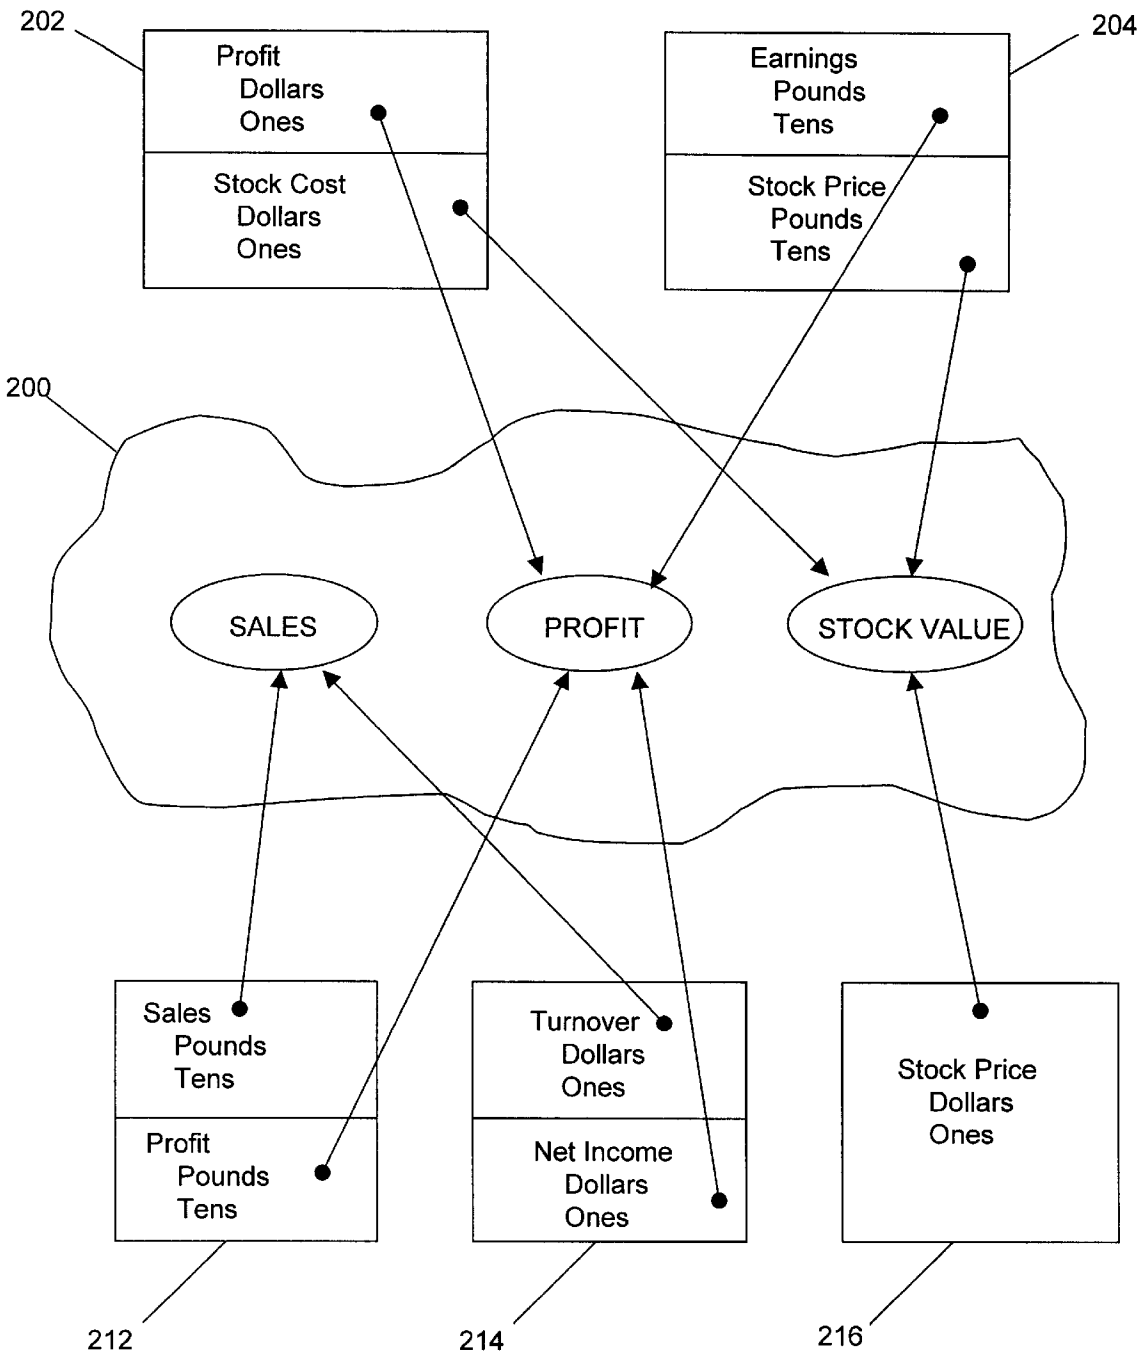 202
204
Profit
Dollars
Ones
Stock Cost
Dollars
Ones
Earnings
Pounds
Tens
Stock Price
Pounds
Tens
200
SALES
PROFIT
STOCK VALUE
Sales
Pounds
Tens
Profit
Pounds
Tens
Turnover
Dollars
Ones
Net Income
Dollars
Ones
Stock Price
Dollars
Ones
212
214
216